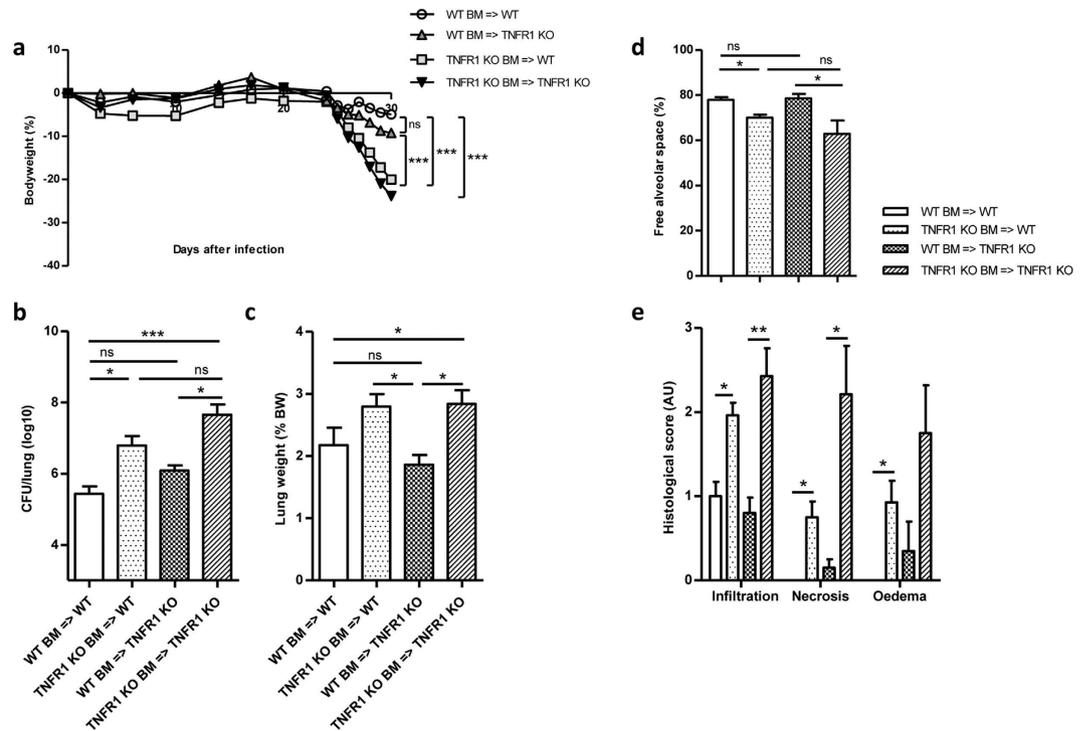 WT BM => WT
WT BM => TNFR1 KO
TNFR1 KO BM => WT
TNFR1 KO BM => TNFR1 KO
a
10
0
-10
-20
-30
-40
Bodyweight (%)
20
30
ns
***
***
***
Days after infection
b
10
8
6
4
CFU/lung (log10)
***
ns
*
ns
*
WT BM => WT
TNFR1 KO BM => WT
WT BM => TNFR1 KO
TNFR1 KO BM => TNFR1 KO
c
4
3
2
1
0
Lung weight (% BW)
*
ns
*
*
WT BM => WT
TNFR1 KO BM => WT
WT BM => TNFR1 KO
TNFR1 KO BM => TNFR1 KO
d
100
80
60
40
20
0
Free alveolar space (%)
ns
*
ns
*
WT BM => WT
TNFR1 KO BM => WT
WT BM => TNFR1 KO
TNFR1 KO BM => TNFR1 KO
e
3
2
1
0
Histological score (AU)
*
**
*
*
*
Infiltration
Necrosis
Oedema